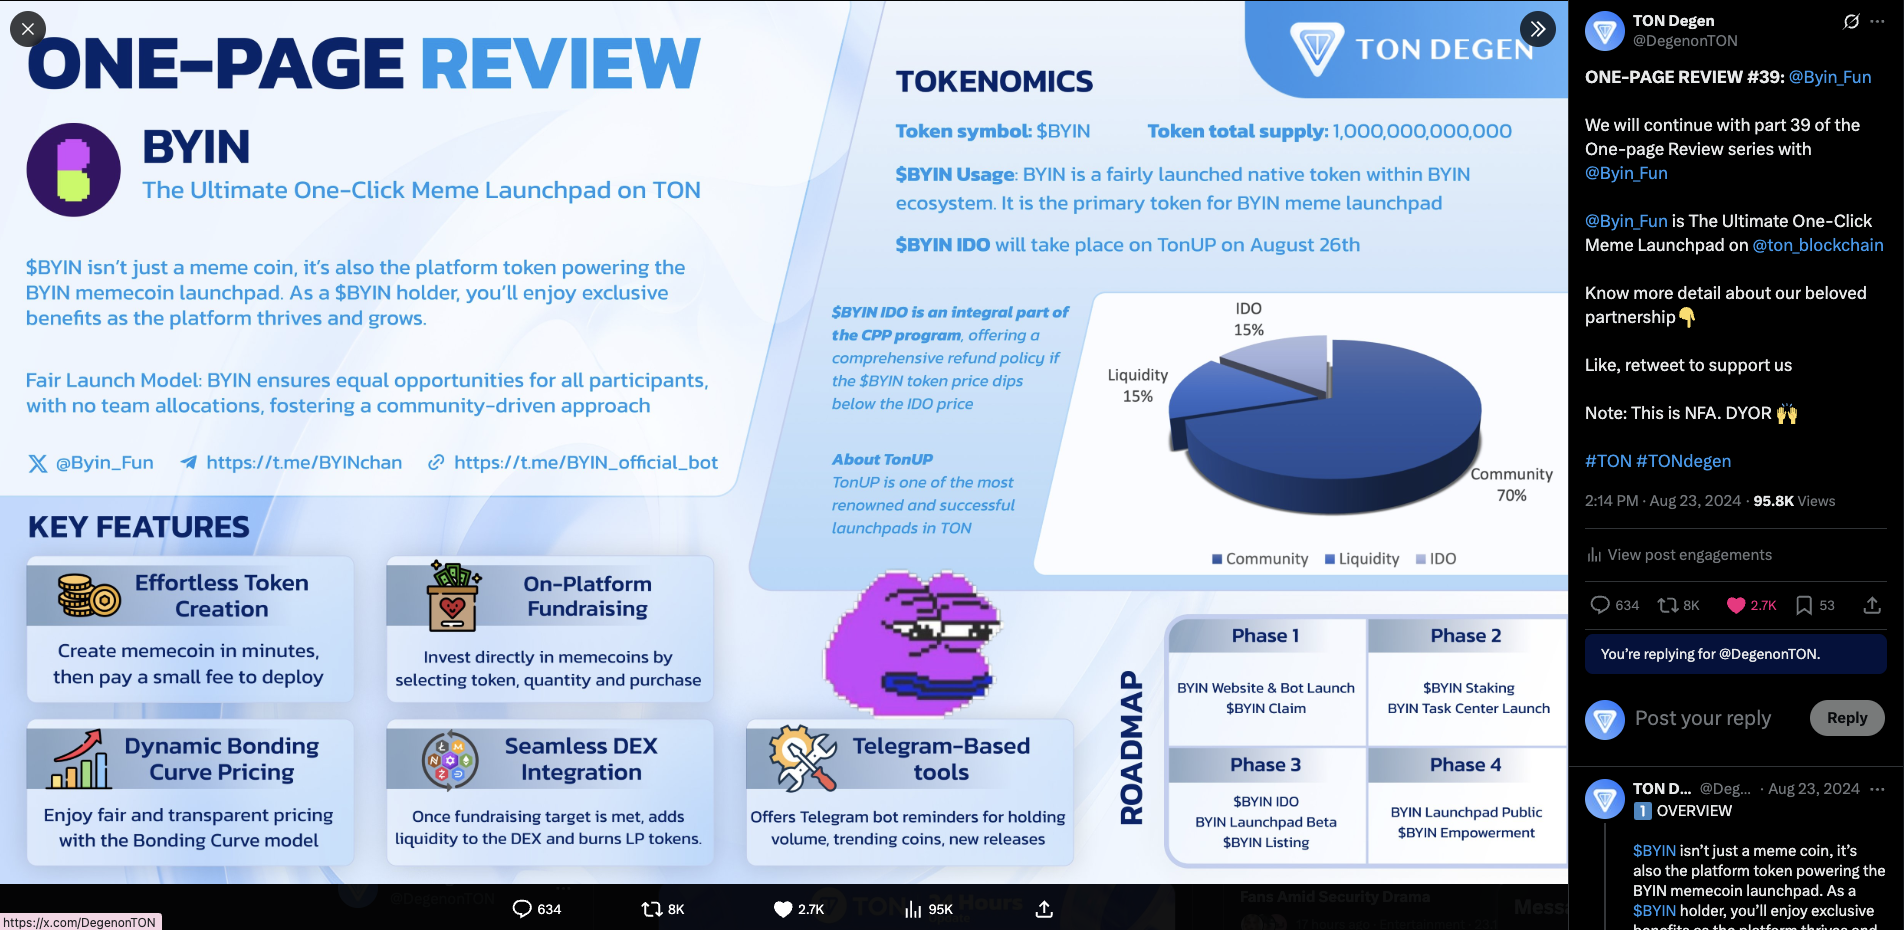 ONE-PAGE REVIEW
BYIN
The Ultimate One-Click Meme Launchpad on TON
$BYIN isn't just a meme coin, it's also the platform token powering the
BYIN memecoin launchpad. As a $BYIN holder, you'll enjoy exclusive
benefits as the platform thrives and grows.
Fair Launch Model: BYIN ensures equal opportunities for all participants,
with no team allocations, fostering a community-driven approach
@Byin_Fun
https://t.me/BYINchan
https://t.me/BYIN_official_bot
TON DEGEN
TOKENOMICS
Token symbol: $BYIN
Token total supply: 1,000,000,000,000
$BYIN Usage: BYIN is a fairly launched native token within BYIN
ecosystem. It is the primary token for BYIN meme launchpad
$BYIN IDO will take place on TonUP on August 26th
$BYIN IDO is an integral part of
the CPP program, offering a
comprehensive refund policy if
the $BYIN token price dips
below the IDO price
About TonUP
TonUP is one of the most
renowned and successful
launchpads in TON
IDO
15%
Liquidity
15%
Community
70%
Community Liquidity IDO
KEY FEATURES
Effortless Token
Creation
Create memecoin in minutes,
then pay a small fee to deploy
On-Platform
Fundraising
Invest directly in memecoins by
selecting token, quantity and purchase
Dynamic Bonding
Curve Pricing
Enjoy fair and transparent pricing
with the Bonding Curve model
Seamless DEX
Integration
Once fundraising target is met, adds
liquidity to the DEX and burns LP tokens.
Telegram-Based
tools
Offers Telegram bot reminders for holding
volume, trending coins, new releases
ROADMAP
Phase 1
BYIN Website & Bot Launch
$BYIN Claim
Phase 2
$BYIN Staking
BYIN Task Center Launch
Phase 3
$BYIN IDO
BYIN Launchpad Beta
$BYIN Listing
Phase 4
BYIN Launchpad Public
$BYIN Empowerment
634
8K
2.7K
95K
https://x.com/DegenonTON
@DegenonTON
Fans Amid Security Drama
TON Degen
@DegenonTON
ONE-PAGE REVIEW #39: @Byin_Fun
We will continue with part 39 of the
One-page Review series with
@Byin_Fun
@Byin_Fun is The Ultimate One-Click
Meme Launchpad on @ton_blockchain
Know more detail about our beloved
partnership👇
Like, retweet to support us
Note: This is NFA. DYOR 🙌
#TON #TONdegen
2:14 PM · Aug 23, 2024 · 95.8K Views
View post engagements
634 8K 2.7K 53
You're replying for @DegenonTON.
Post your reply
Reply
TON D... @Deg... · Aug 23, 2024
1️⃣ OVERVIEW
$BYIN isn't just a meme coin, it's
also the platform token powering the
BYIN memecoin launchpad. As a
$BYIN holder, you'll enjoy exclusive
benefits as the platform thrives and